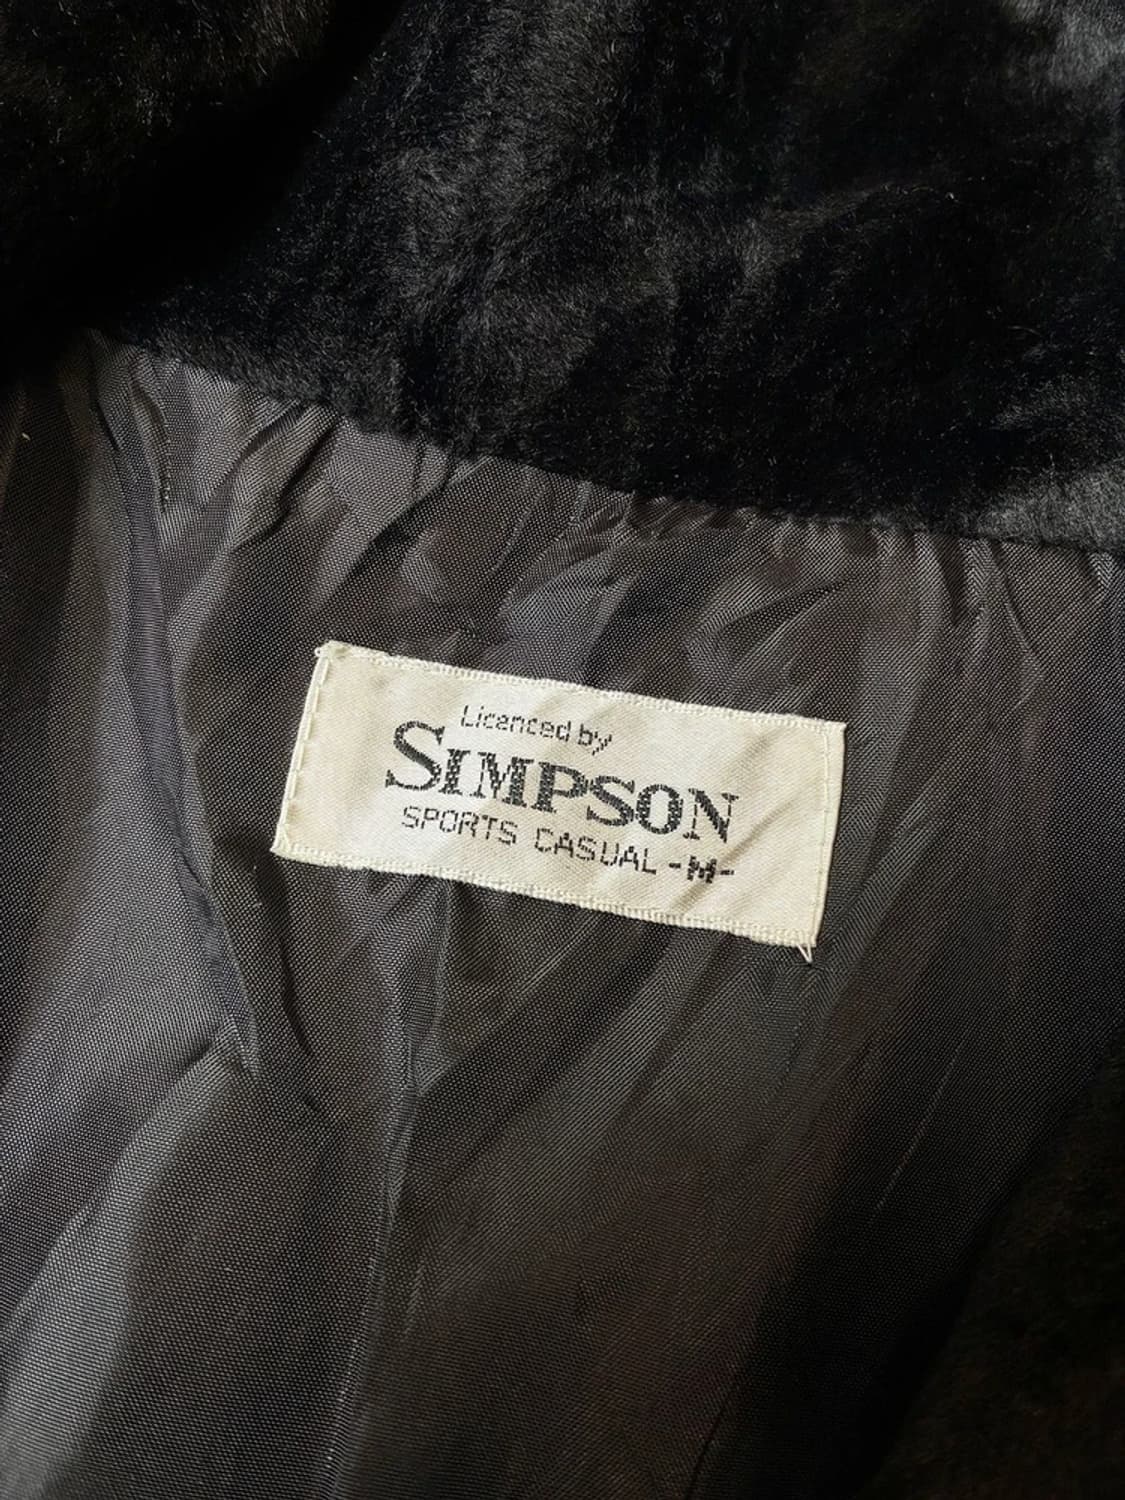 Licenced by
SIMPSON
SPORTS CASUAL -M-